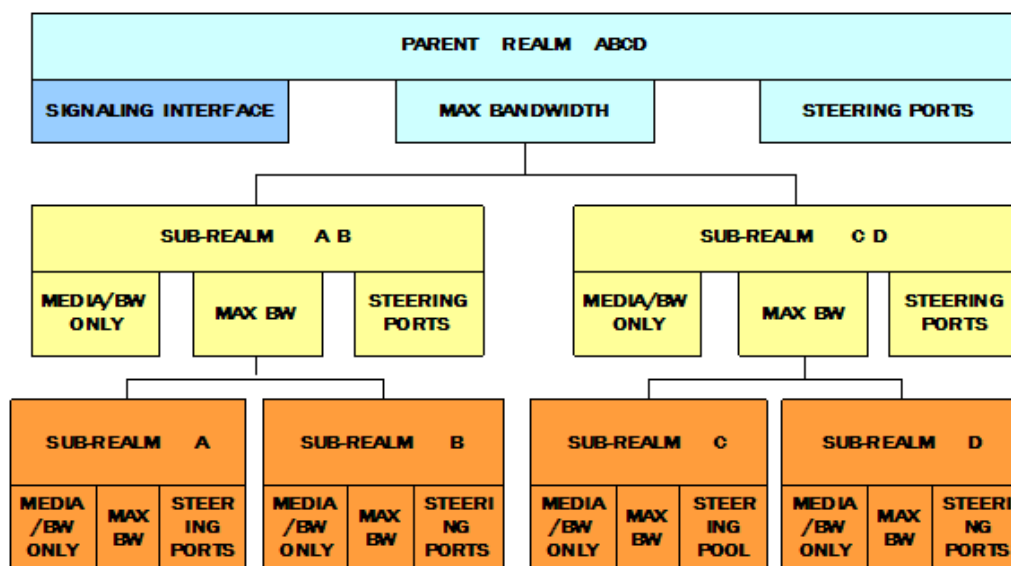 PARENT REALM ABCD
SIGNALING INTERFACE
MAX BANDWIDTH
STEERING PORTS
SUB-REALM A B
MEDIA/BW
ONLY
MAX BW
STEERING
PORTS
SUB-REALM C D
MEDIA/BW
ONLY
MAX BW
STEERING
PORTS
SUB-REALM A
MEDIA
/BW
ONLY
MAX
BW
STEER
ING
PORTS
SUB-REALM B
MEDIA
/BW
ONLY
MAX
BW
STEERI
NG
PORTS
SUB-REALM C
MEDIA
/BW
ONLY
MAX
BW
STEER
ING
POOL
SUB-REALM D
MEDIA
/BW
ONLY
MAX
BW
STEERI
NG
PORTS